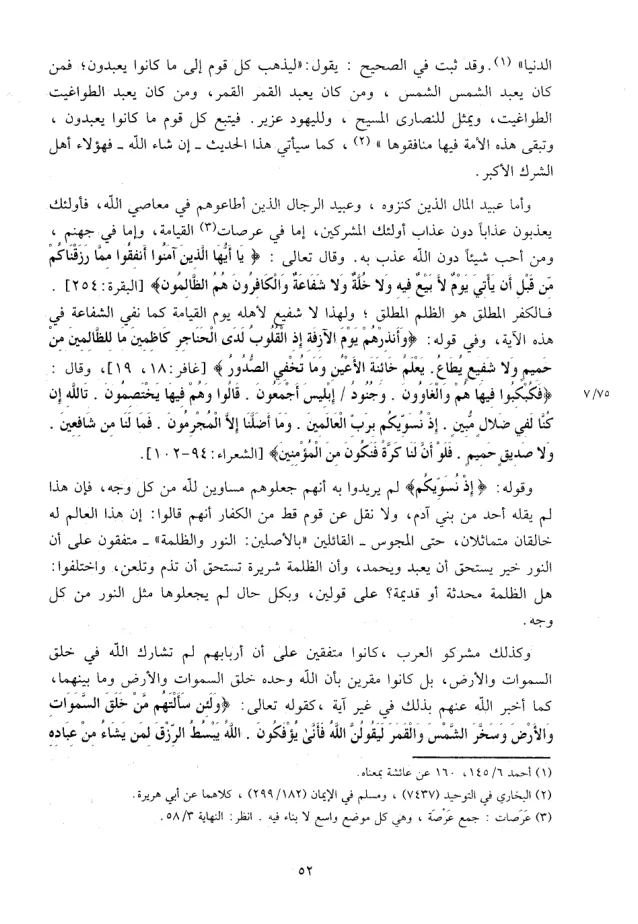 الدنيا» (١). وقد ثبت في الصحيح : يقول: «ليذهب كل قوم إلى ما كانوا يعبدون؛ فمن
كان يعبد الشمس الشمس ، ومن كان يعبد القمر القمر، ومن كان يعبد الطواغيت
الطواغيت، ويمثل للنصارى المسيح ، ولليهود عزير. فيتبع كل قوم ما كانوا يعبدون ،
وتبقى هذه الأمة فيها منافقوها » (٢) ، كما سيأتي هذا الحديث ـ إن شاء الله ـ فهؤلاء أهل
الشرك الأكبر.
وأما عبيد المال الذين كنزوه ، وعبيد الرجال الذين أطاعوهم في معاصي الله، فأولئك
يعذبون عذاباً دون عذاب أولئك المشركين، إما في عرصات(٣) القيامة، وإما في جهنم ،
ومن أحب شيئاً دون الله عذب به. وقال تعالى : ﴿ يَا أَيُّهَا الَّذِينَ آمَنُوا أَنفِقُوا مِمَّا رَزَقْنَاكُم
مِّن قَبْلِ أَن يَأْتِيَ يَوْمٌ لاَّ بَيْعٌ فِيهِ وَلا خُلَّةٌ وَلا شَفَاعَةٌ وَالْكَافِرُونَ هُمُ الظَّالِمُونَ﴾ [البقرة:٢٥٤] .
فـالكفر المطلق هو الظلم المطلق ؛ ولهذا لا شفيع لأهله يوم القيامة كما نفي الشفاعة في
هذه الآية، وفي قوله: ﴿وَأَنذِرْهُمْ يَوْمَ الآزِفَةِ إِذِ الْقُلُوبُ لَدَى الْحَنَاجِرِ كَاظِمِينَ مَا لِلظَّالِمِينَ مِنْ
حَمِيمٍ وَلا شَفِيعٍ يُطَاعُ. يَعْلَمُ خَائِنَةَ الأَعْيُنِ وَمَا تُخْفِي الصُّدُورُ ﴾ [غافر:١٨، ١٩]، وقال :
٧/٧٥ ﴿فَكُبْكِبُوا فِيهَا هُمْ وَالْغَاوُونَ . وَجُنُودُ / إِبْلِيسَ أَجْمَعُونَ . قَالُوا وَهُمْ فِيهَا يَخْتَصِمُونَ . تَاللَّهِ إِن
كُنَّا لَفِي ضَلالٍ مُّبِينٍ . إِذْ نُسَوِّيكُم بِرَبِّ الْعَالَمِينَ . وَمَا أَضَلَّنَا إِلاَّ الْمُجْرِمُونَ . فَمَا لَنَا مِن شَافِعِينَ .
وَلا صَدِيقٍ حَمِيمٍ . فَلَوْ أَنَّ لَنَا كَرَّةً فَنَكُونَ مِنَ الْمُؤْمِنِينَ﴾ [الشعراء:٩٤-١٠٢].
وقوله: ﴿ إِذْ نُسَوِّيكُم﴾ لم يريدوا به أنهم جعلوهم مساوين لله من كل وجه، فإن هذا
لم يقله أحد من بني آدم، ولا نقل عن قوم قط من الكفار أنهم قالوا: إن هذا العالم له
خالقان متماثلان، حتى المجوس ـ القائلين «بالأصلين: النور والظلمة» ـ متفقون على أن
النور خير يستحق أن يعبد ويحمد، وأن الظلمة شريرة تستحق أن تذم وتلعن، واختلفوا:
هل الظلمة محدثة أو قديمة؟ على قولين، وبكل حال لم يجعلوها مثل النور من كل
وجه.
وكذلك مشركو العرب ،كانوا متفقين على أن أربابهم لم تشارك الله في خلق
السموات والأرض، بل كانوا مقرين بأن الله وحده خلق السموات والأرض وما بينهما،
كما أخبر الله عنهم بذلك في غير آية ،كقوله تعالى: ﴿وَلَئِن سَأَلْتَهُم مَّنْ خَلَقَ السَّمَوَاتِ
وَالأَرْضَ وَسَخَّرَ الشَّمْسَ وَالْقَمَرَ لَيَقُولُنَّ اللَّهُ فَأَنَّىٰ يُؤْفَكُونَ . اللَّهُ يَبْسُطُ الرِّزْقَ لِمَن يَشَاءُ مِنْ عِبَادِهِ
(١) أحمد ٦/١٤٥، ١٦٠ عن عائشة بمعناه.
(٢) البخاري في التوحيد (٧٤٣٧) ، ومسلم في الإيمان (٢٩٩/١٨٢) ، كلاهما عن أبي هريرة.
(٣) عَرَصات : جمع عَرْصَة ، وهي كل موضع واسع لا بناء فيه . انظر: النهاية ٥٨/٣.
٥٢